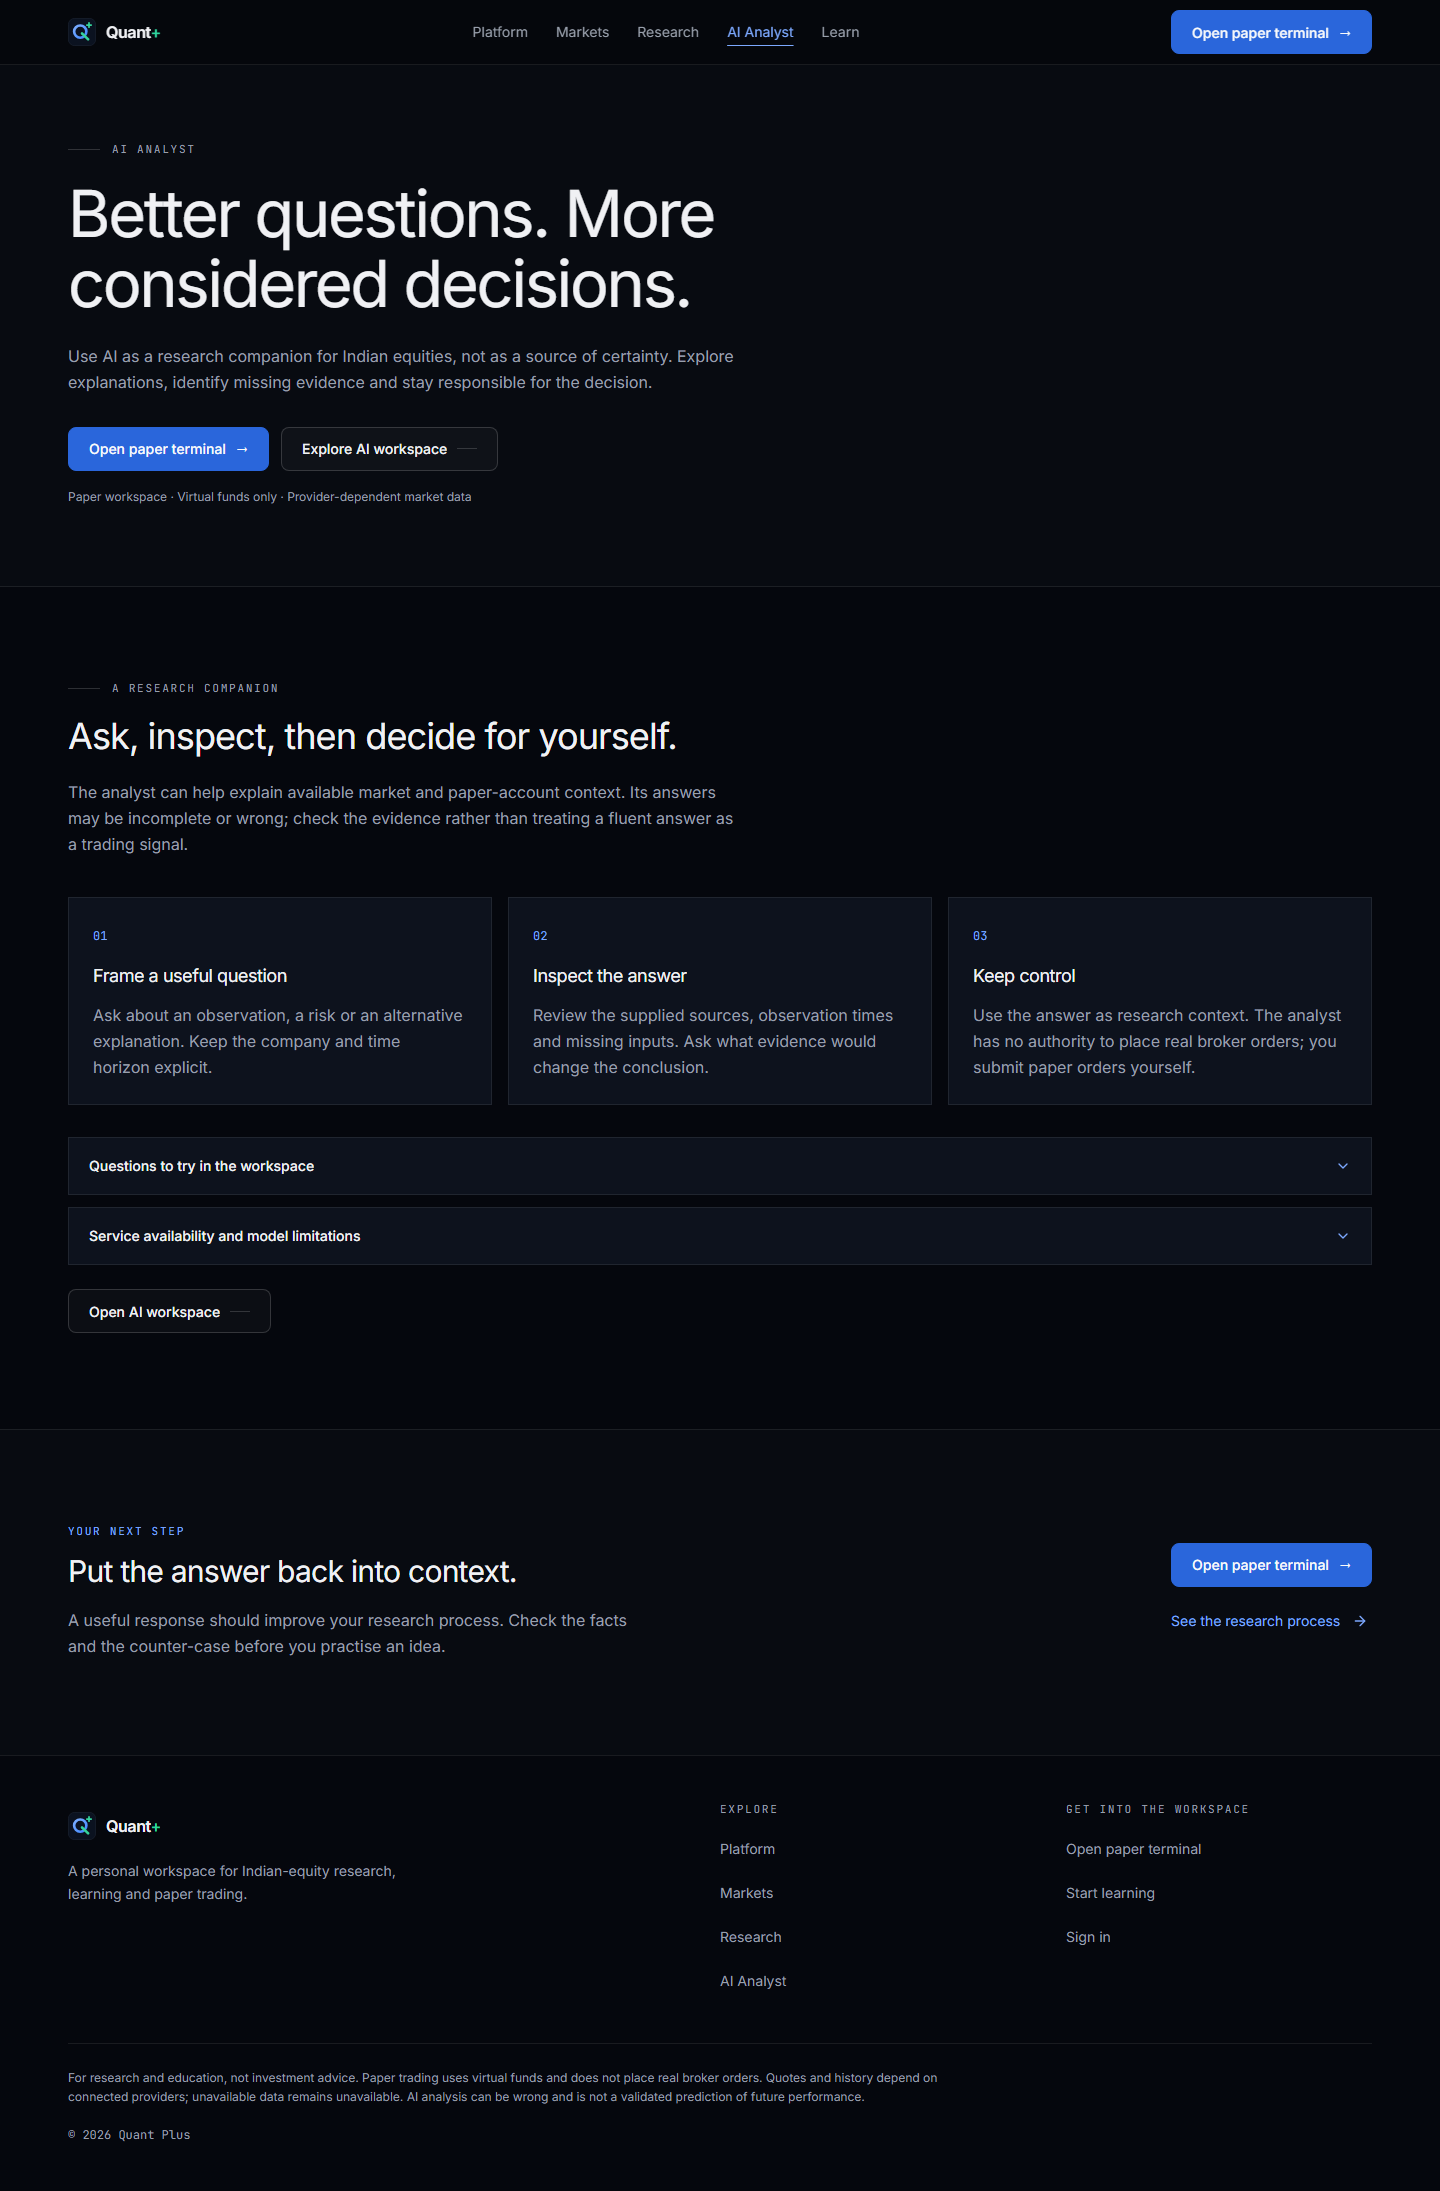 Quant+
Platform
Markets
Research
AI Analyst
Learn
Open paper terminal →
AI ANALYST
Better questions. More
considered decisions.
Use AI as a research companion for Indian equities, not as a source of certainty. Explore
explanations, identify missing evidence and stay responsible for the decision.
Open paper terminal →
Explore AI workspace
Paper workspace · Virtual funds only · Provider-dependent market data
A RESEARCH COMPANION
Ask, inspect, then decide for yourself.
The analyst can help explain available market and paper-account context. Its answers
may be incomplete or wrong; check the evidence rather than treating a fluent answer as
a trading signal.
01
Frame a useful question
Ask about an observation, a risk or an alternative
explanation. Keep the company and time
horizon explicit.
02
Inspect the answer
Review the supplied sources, observation times
and missing inputs. Ask what evidence would
change the conclusion.
03
Keep control
Use the answer as research context. The analyst
has no authority to place real broker orders; you
submit paper orders yourself.
Questions to try in the workspace
Service availability and model limitations
Open AI workspace
YOUR NEXT STEP
Put the answer back into context.
A useful response should improve your research process. Check the facts
and the counter-case before you practise an idea.
Open paper terminal →
See the research process →
Quant+
A personal workspace for Indian-equity research,
learning and paper trading.
EXPLORE
Platform
Markets
Research
AI Analyst
GET INTO THE WORKSPACE
Open paper terminal
Start learning
Sign in
For research and education, not investment advice. Paper trading uses virtual funds and does not place real broker orders. Quotes and history depend on
connected providers; unavailable data remains unavailable. AI analysis can be wrong and is not a validated prediction of future performance.
© 2026 Quant Plus